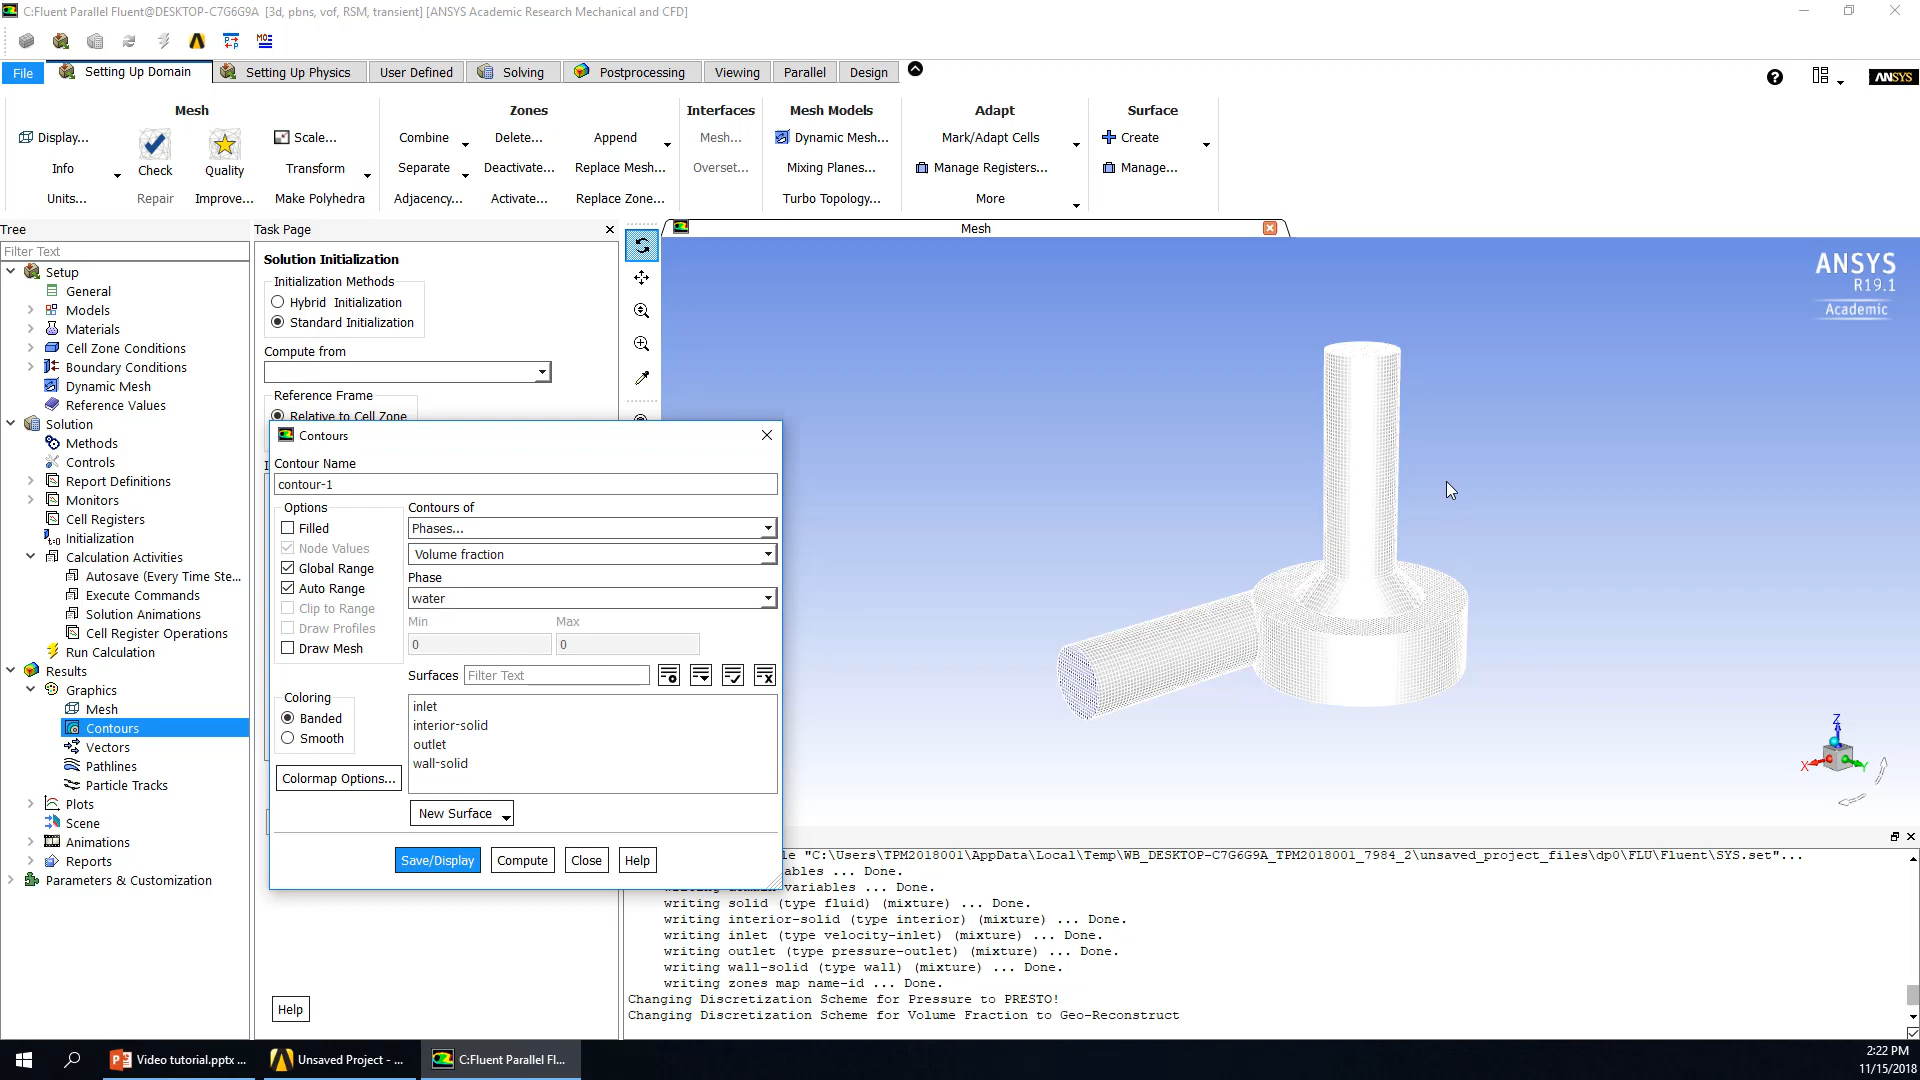 C:Fluent Parallel Fluent@DESKTOP-C7G6G9A [3d, pbns, vof, RSM, transient] [ANSYS Academic Research Mechanical and CFD]
File
Setting Up Domain
Setting Up Physics
User Defined
Solving
Postprocessing
Viewing
Parallel
Design
ANSYS
Mesh
Zones
Interfaces
Mesh Models
Adapt
Surface
Display...
Scale...
Combine
Delete...
Append
Mesh...
Dynamic Mesh...
Mark/Adapt Cells
Create
Info
Check
Quality
Transform
Separate
Deactivate...
Replace Mesh...
Overset...
Mixing Planes...
Manage Registers...
Manage...
Units...
Repair
Improve...
Make Polyhedra
Adjacency...
Activate...
Replace Zone...
Turbo Topology...
More
Tree
Filter Text
Setup
General
Models
Materials
Cell Zone Conditions
Boundary Conditions
Dynamic Mesh
Reference Values
Solution
Methods
Controls
Report Definitions
Monitors
Cell Registers
Initialization
Calculation Activities
Autosave (Every Time Ste...
Execute Commands
Solution Animations
Cell Register Operations
Run Calculation
Results
Graphics
Mesh
Contours
Vectors
Pathlines
Particle Tracks
Plots
Scene
Animations
Reports
Parameters & Customization
Task Page
Solution Initialization
Initialization Methods
Hybrid Initialization
Standard Initialization
Compute from
Reference Frame
Relative to Cell Zone
Help
Contours
Contour Name
contour-1
Options
Filled
Node Values
Global Range
Auto Range
Clip to Range
Draw Profiles
Draw Mesh
Coloring
Banded
Smooth
Colormap Options...
Contours of
Phases...
Volume fraction
Phase
water
Min
Max
0
0
Surfaces
Filter Text
inlet
interior-solid
outlet
wall-solid
New Surface
Save/Display
Compute
Close
Help
Mesh
ANSYS
R19.1
Academic
Z
X
Y
le "C:\Users\TPM2018001\AppData\Local\Temp\WB_DESKTOP-C7G6G9A_TPM2018001_7984_2\unsaved_project_files\dp0\FLU\Fluent\SYS.set"...
ables ... Done.
variables ... Done.
writing solid (type fluid) (mixture) ... Done.
writing interior-solid (type interior) (mixture) ... Done.
writing inlet (type velocity-inlet) (mixture) ... Done.
writing outlet (type pressure-outlet) (mixture) ... Done.
writing wall-solid (type wall) (mixture) ... Done.
writing zones map name-id ... Done.
Changing Discretization Scheme for Pressure to PRESTO!
Changing Discretization Scheme for Volume Fraction to Geo-Reconstruct
Video tutorial.pptx ...
Unsaved Project - ...
C:Fluent Parallel Fl...
2:22 PM
11/15/2018